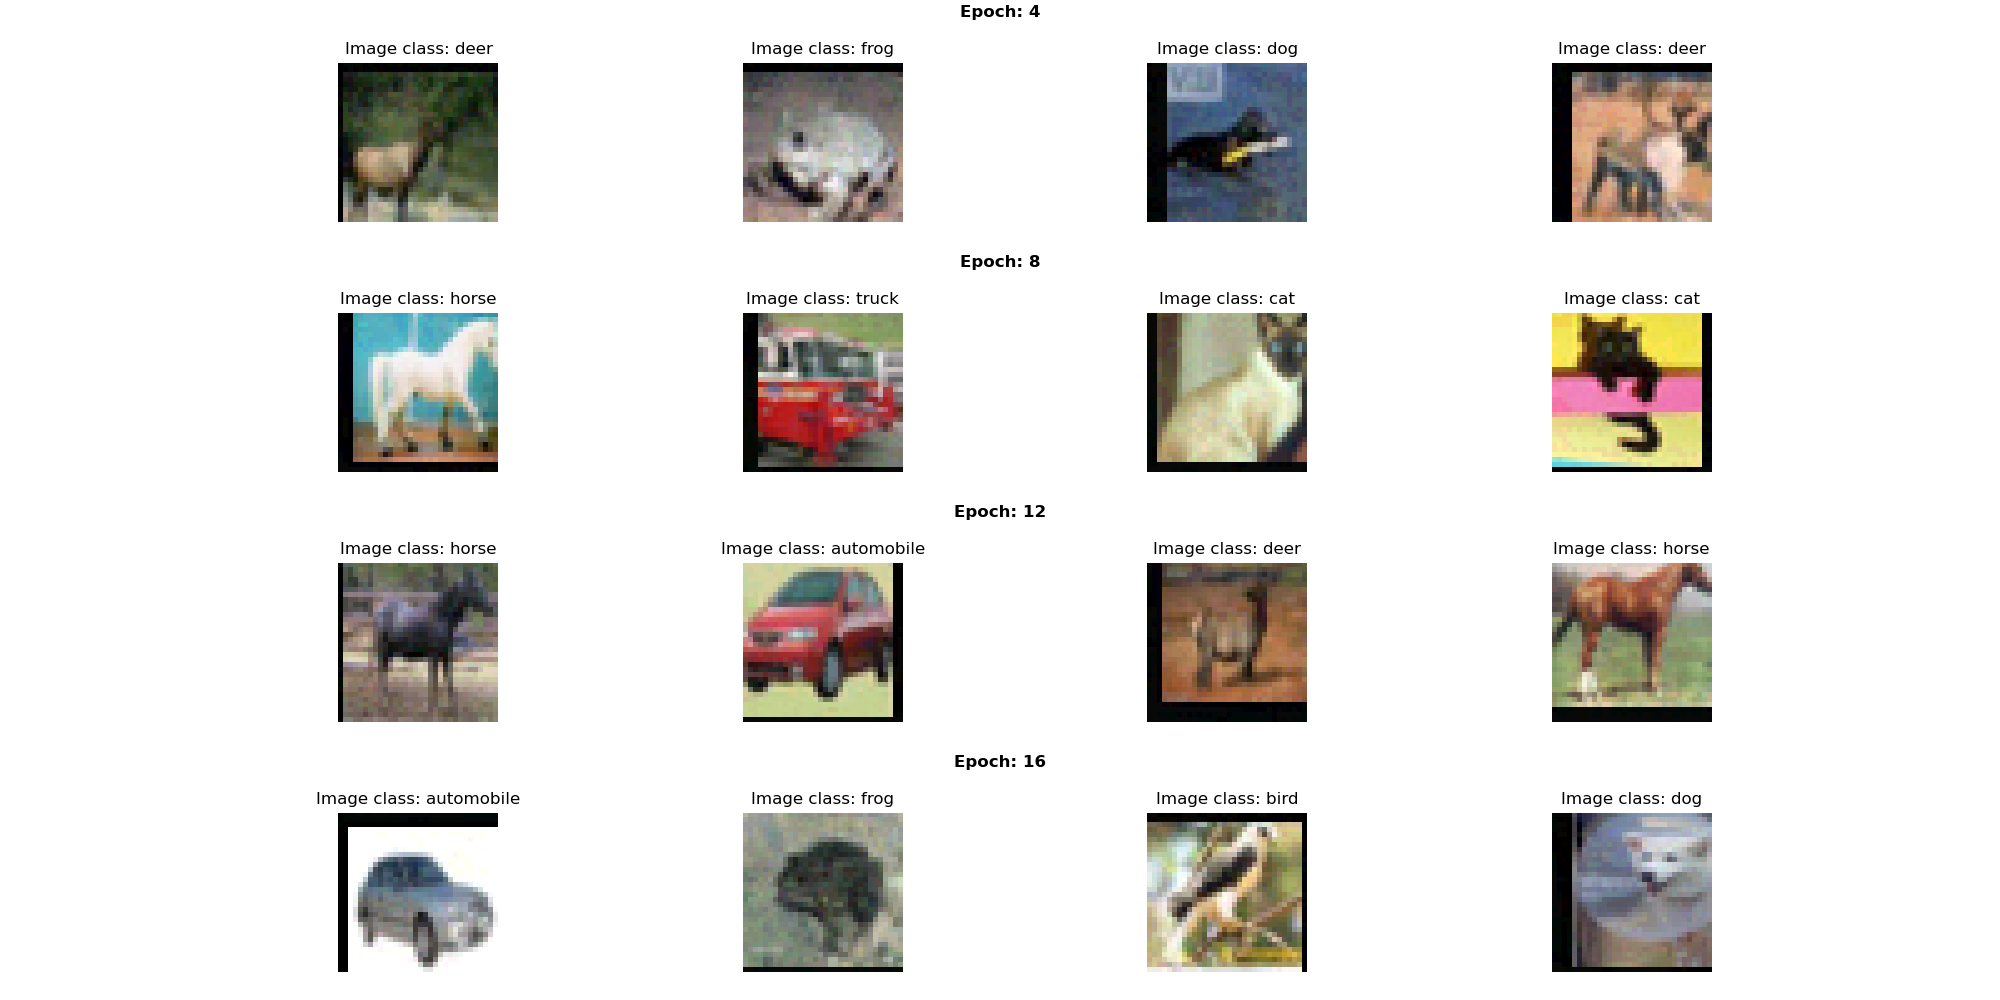 Epoch: 4
Image class: deer
Image class: frog
Image class: dog
Image class: deer
Epoch: 8
Image class: horse
Image class: truck
Image class: cat
Image class: cat
Epoch: 12
Image class: horse
Image class: automobile
Image class: deer
Image class: horse
Epoch: 16
Image class: automobile
Image class: frog
Image class: bird
Image class: dog